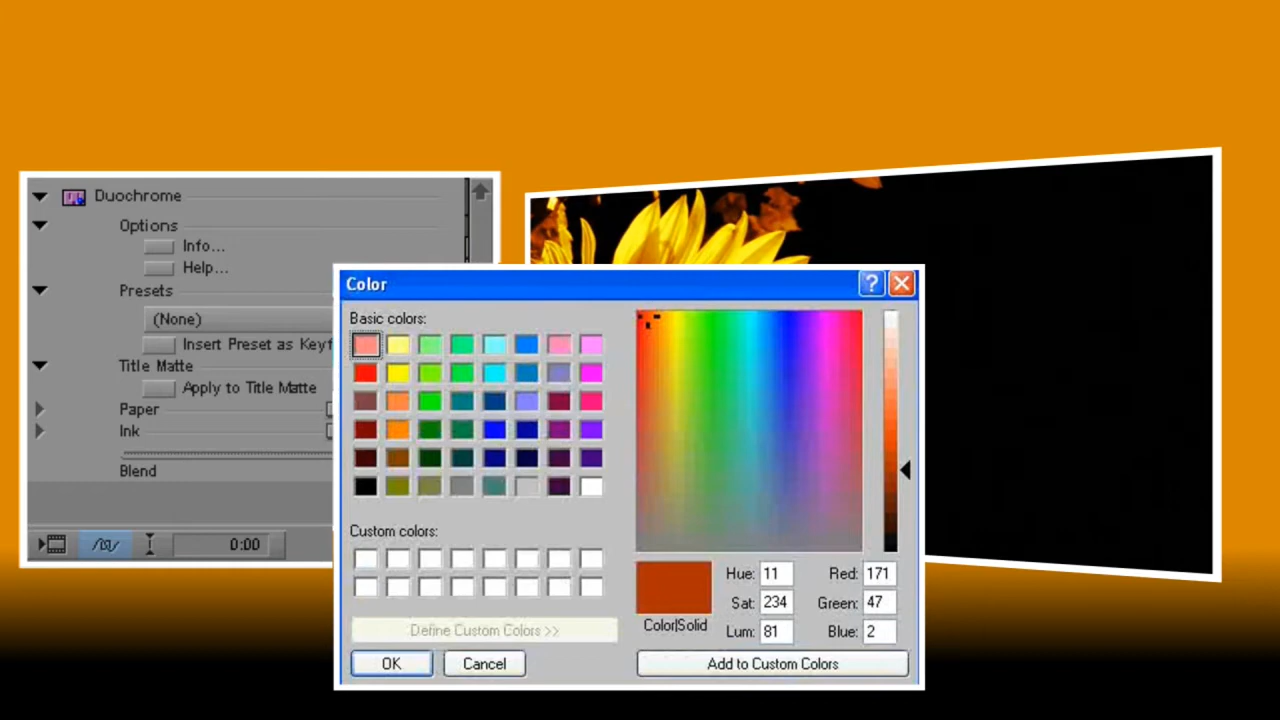 Duochrome
Options
Info...
Help...
Presets
(None)
Insert Preset as Keyf
Title Matte
Apply to Title Matte
Paper
Ink
Blend
0:00
Color
?
Basic colors:
Custom colors:
Define Custom Colors >>
OK
Cancel
Color|Solid
Hue: 11
Sat: 234
Lum: 81
Red: 171
Green: 47
Blue: 2
Add to Custom Colors